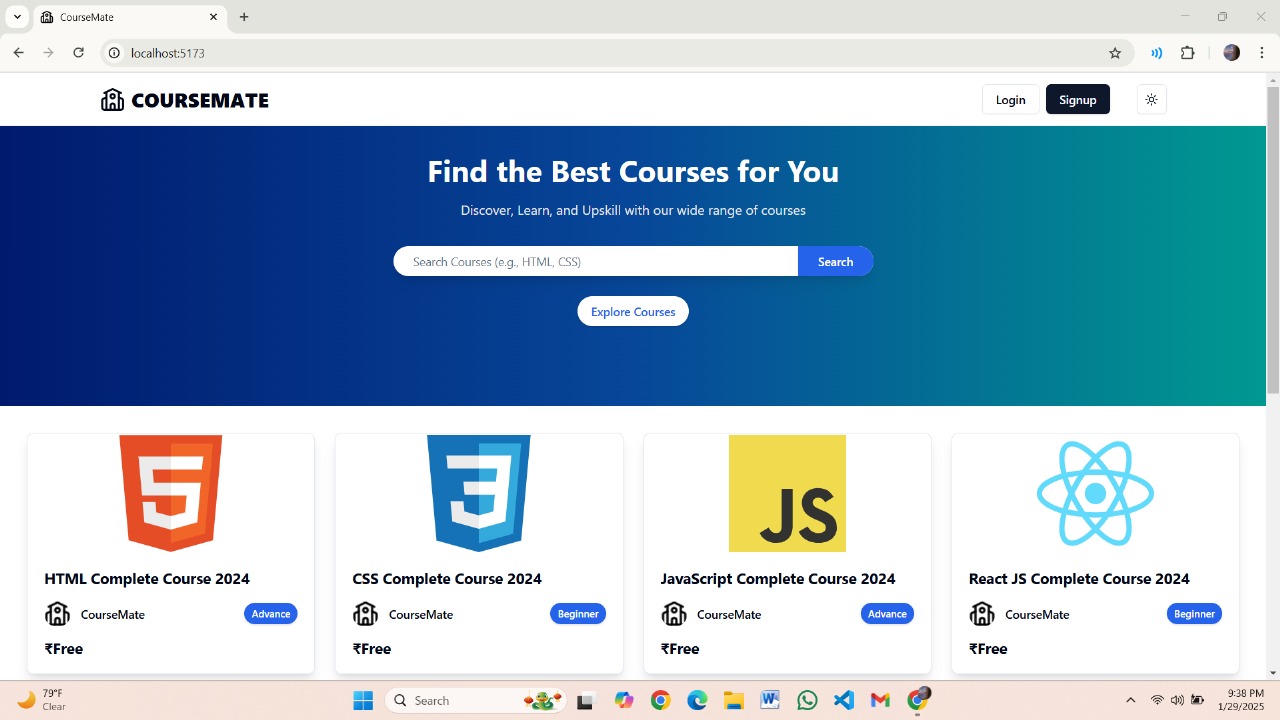 CourseMate
localhost:5173
COURSEMATE
Login
Signup
Find the Best Courses for You
Discover, Learn, and Upskill with our wide range of courses
Search Courses (e.g., HTML, CSS)
Search
Explore Courses
5
3
JS
HTML Complete Course 2024
CSS Complete Course 2024
JavaScript Complete Course 2024
React JS Complete Course 2024
CourseMate
Advance
CourseMate
Beginner
CourseMate
Advance
CourseMate
Beginner
₹Free
₹Free
₹Free
₹Free
79°F
Clear
Search
9:38 PM
1/29/2025